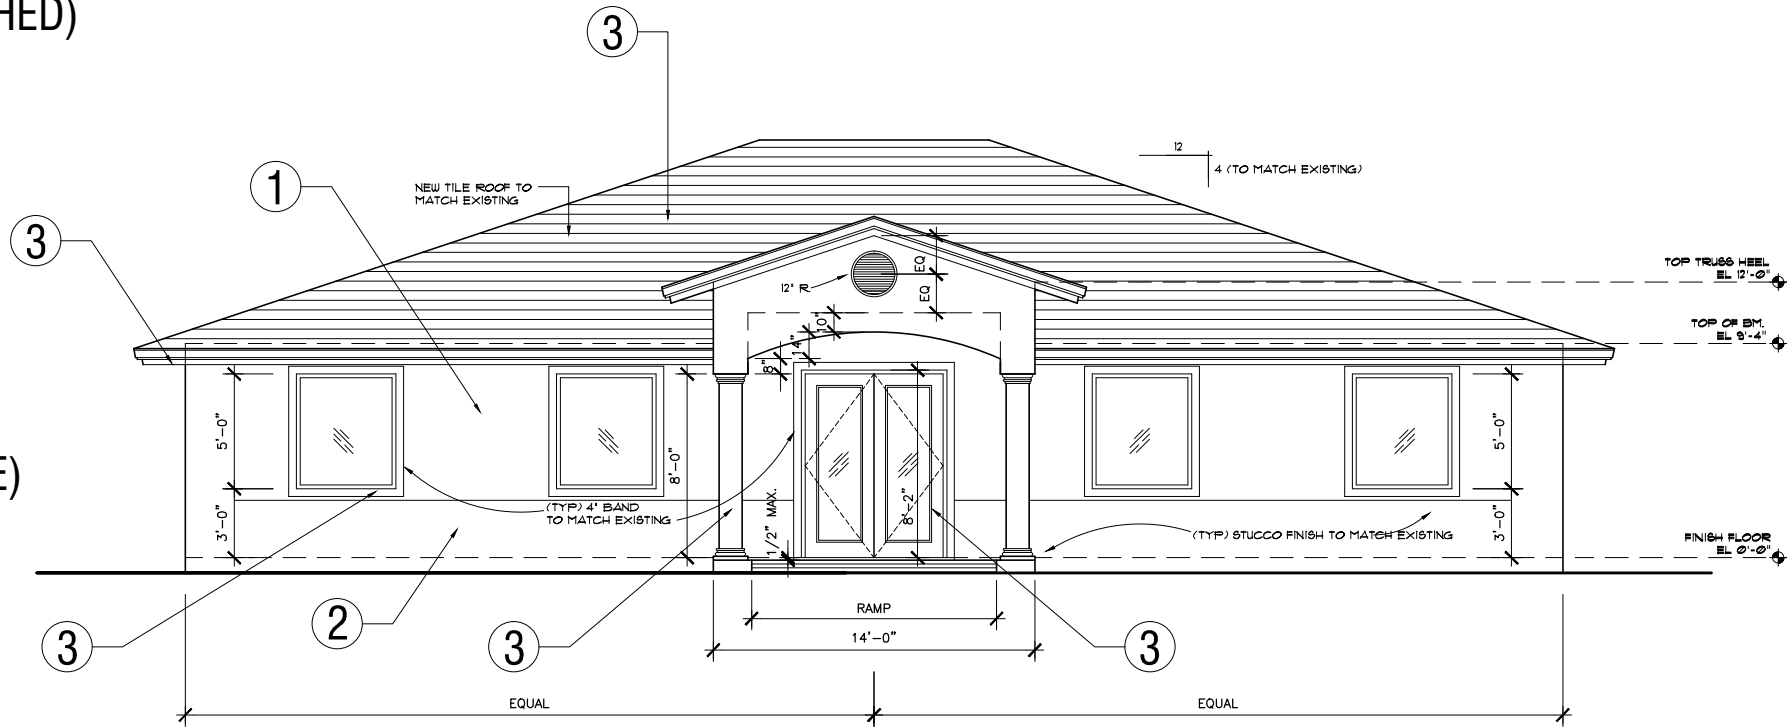 HED)
3
12
4 (TO MATCH EXISTING)
1
NEW TILE ROOF TO
MATCH EXISTING
3
EQ
EQ
12" R.
TOP TRUSS HEEL
EL 12'-0"
10"
14"
8"
TOP OF BM.
EL 9'-4"
5'-0"
8'-0"
5'-0"
E)
3'-0"
(TYP) 4" BAND
TO MATCH EXISTING
1/2" MAX.
8'-2"
(TYP) STUCCO FINISH TO MATCH EXISTING
3'-0"
FINISH FLOOR
EL 0'-0"
RAMP
14'-0"
3
2
3
3
EQUAL
EQUAL